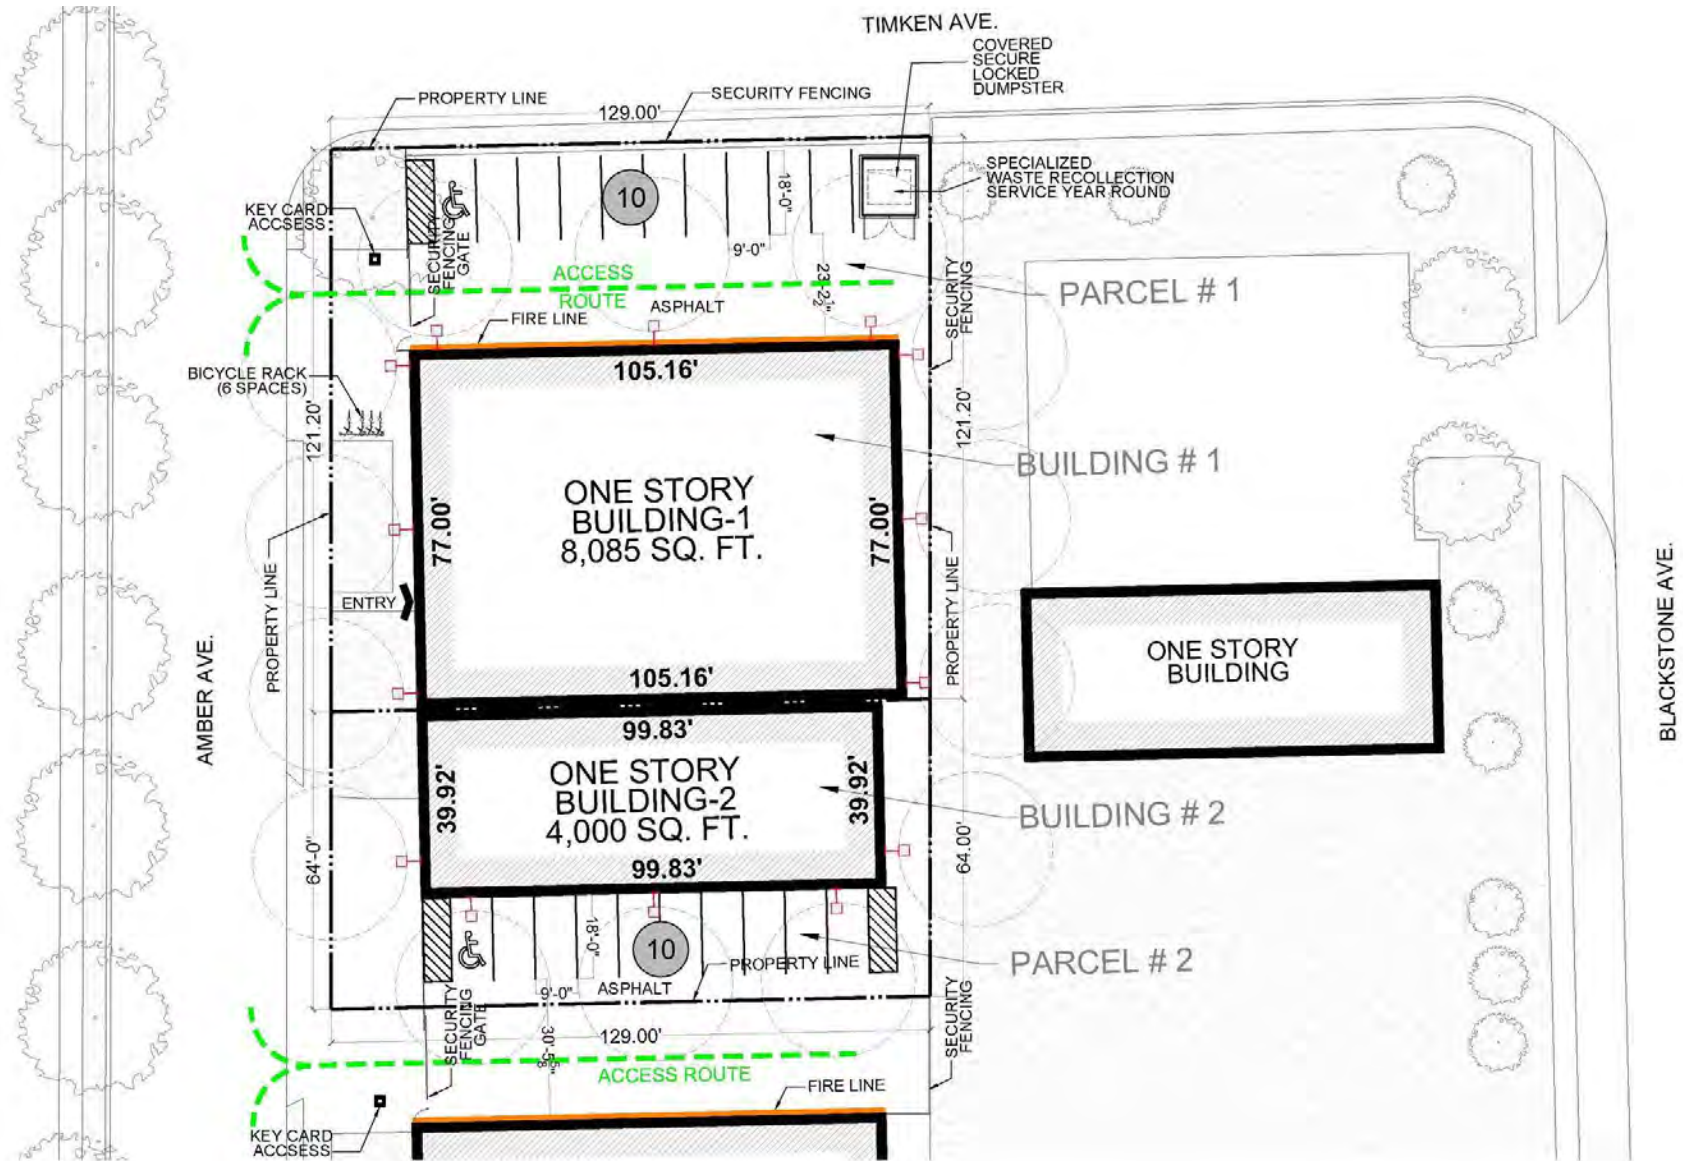 TIMKEN AVE.
COVERED
SECURE
LOCKED
DUMPSTER
PROPERTY LINE
SECURITY FENCING
129.00'
SPECIALIZED
WASTE RECOLLECTION
SERVICE YEAR ROUND
KEY CARD
ACCSESS
SECURITY
FENCING
GATE
10
18'-0"
9'-0"
23'-2½"
ACCESS
ROUTE
ASPHALT
FIRE LINE
SECURITY
FENCING
PARCEL # 1
BICYCLE RACK
(6 SPACES)
121.20'
105.16'
121.20'
BUILDING # 1
ONE STORY
BUILDING-1
8,085 SQ. FT.
77.00'
77.00'
PROPERTY LINE
ENTRY
PROPERTY LINE
105.16'
AMBER AVE.
ONE STORY
BUILDING
BLACKSTONE AVE.
99.83'
ONE STORY
BUILDING-2
4,000 SQ. FT.
39.92'
39.92'
99.83'
BUILDING # 2
64'-0"
64.00'
18'-0"
10
PROPERTY LINE
PARCEL # 2
9'-0"
ASPHALT
SECURITY
FENCING
GATE
SECURITY
FENCING
129.00'
ACCESS ROUTE
FIRE LINE
KEY CARD
ACCSESS